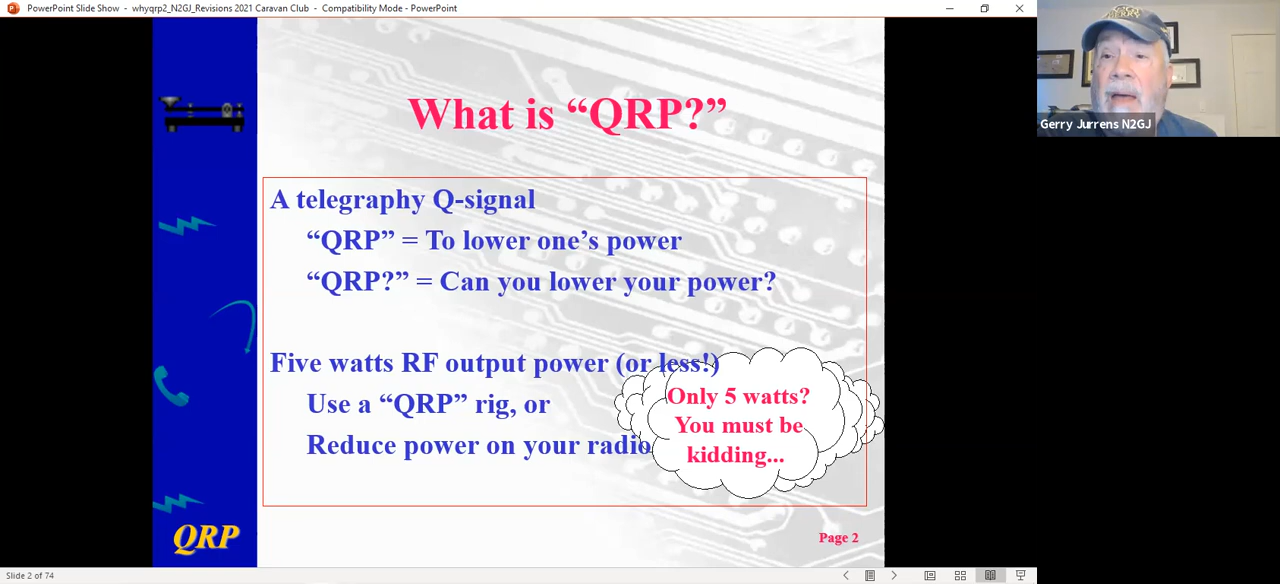 PowerPoint Slide Show - whyqrp2_N2GJ_Revisions 2021 Caravan Club - Compatibility Mode - PowerPoint
What is “QRP?”
A telegraphy Q-signal
“QRP” = To lower one’s power
“QRP?” = Can you lower your power?
Five watts RF output power (or less!)
Use a “QRP” rig, or
Reduce power on your radio
Only 5 watts?
You must be
kidding...
QRP
Page 2
Slide 2 of 74
Gerry Jurrens N2GJ